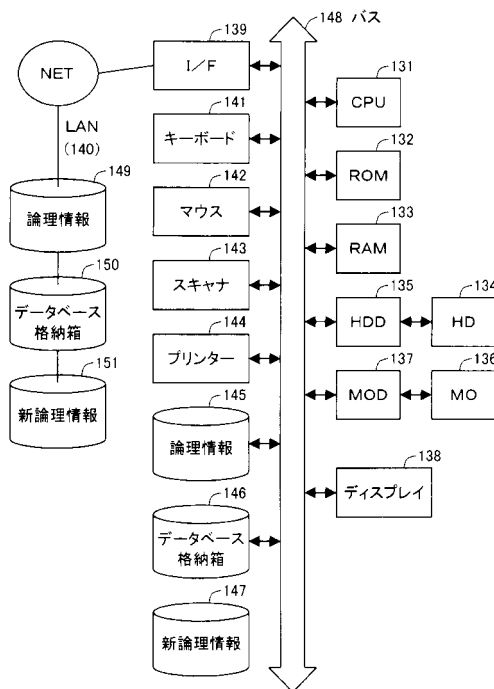 148 バス
139
I/F
NET
LAN
(140)
141
キーボード
142
マウス
143
スキャナ
144
プリンター
145
論理情報
146
データベース
格納箱
147
新論理情報
149
論理情報
150
データベース
格納箱
151
新論理情報
131
CPU
132
ROM
133
RAM
135
HDD
134
HD
137
MOD
136
MO
138
ディスプレイ